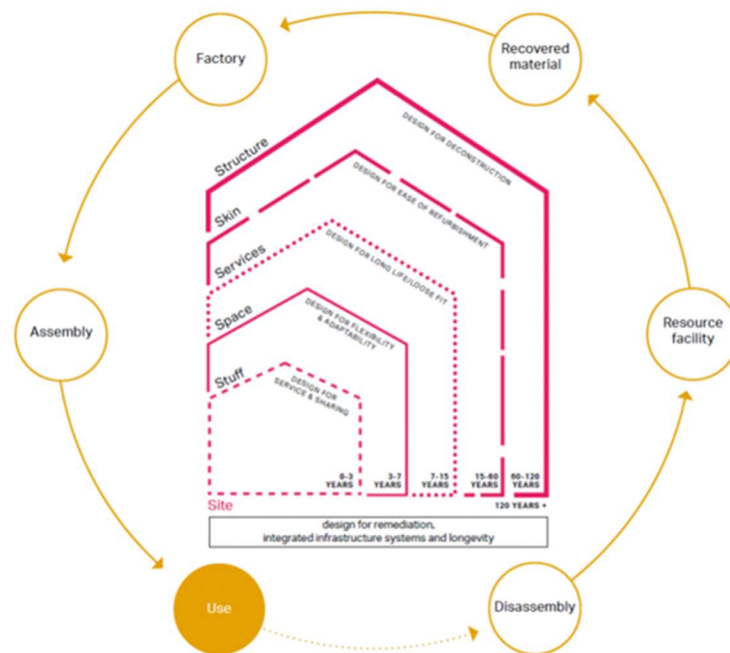 Factory
Recovered
material
Structure
DESIGN FOR DECONSTRUCTION
Skin
DESIGN FOR EASE OF REFURBISHMENT
Services
DESIGN FOR LONG LIFE/LOOSE FIT
Space
DESIGN FOR FLEXIBILITY
& ADAPTABILITY
Stuff
DESIGN FOR
SERVICE & SHARING
Assembly
Resource
facility
0-3
YEARS
3-7
YEARS
7-15
YEARS
15-60
YEARS
60-120
YEARS
Site
120 YEARS +
design for remediation,
integrated infrastructure systems and longevity
Use
Disassembly